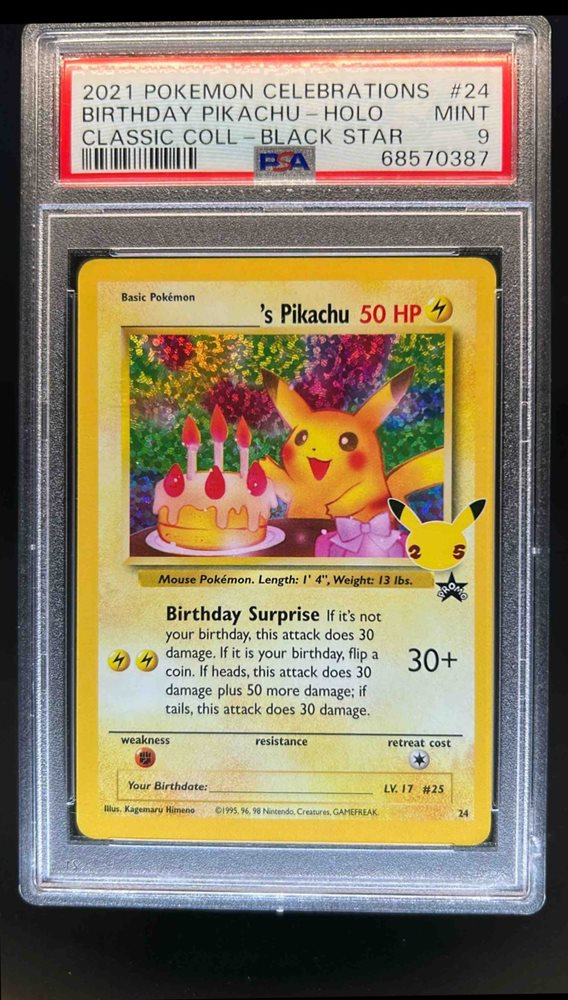 2021 POKEMON CELEBRATIONS #24
BIRTHDAY PIKACHU - HOLO MINT
CLASSIC COLL - BLACK STAR 9
PSA 68570387
Basic Pokémon
's Pikachu 50 HP
25
PROMO
Mouse Pokémon. Length: 1' 4", Weight: 13 lbs.
Birthday Surprise If it's not
your birthday, this attack does 30
damage. If it is your birthday, flip a
coin. If heads, this attack does 30
damage plus 50 more damage; if
tails, this attack does 30 damage.
30+
weakness resistance retreat cost
Your Birthdate: LV. 17 #25
Illus. Kagemaru Himeno ©1995, 96, 98 Nintendo, Creatures, GAMEFREAK. 24